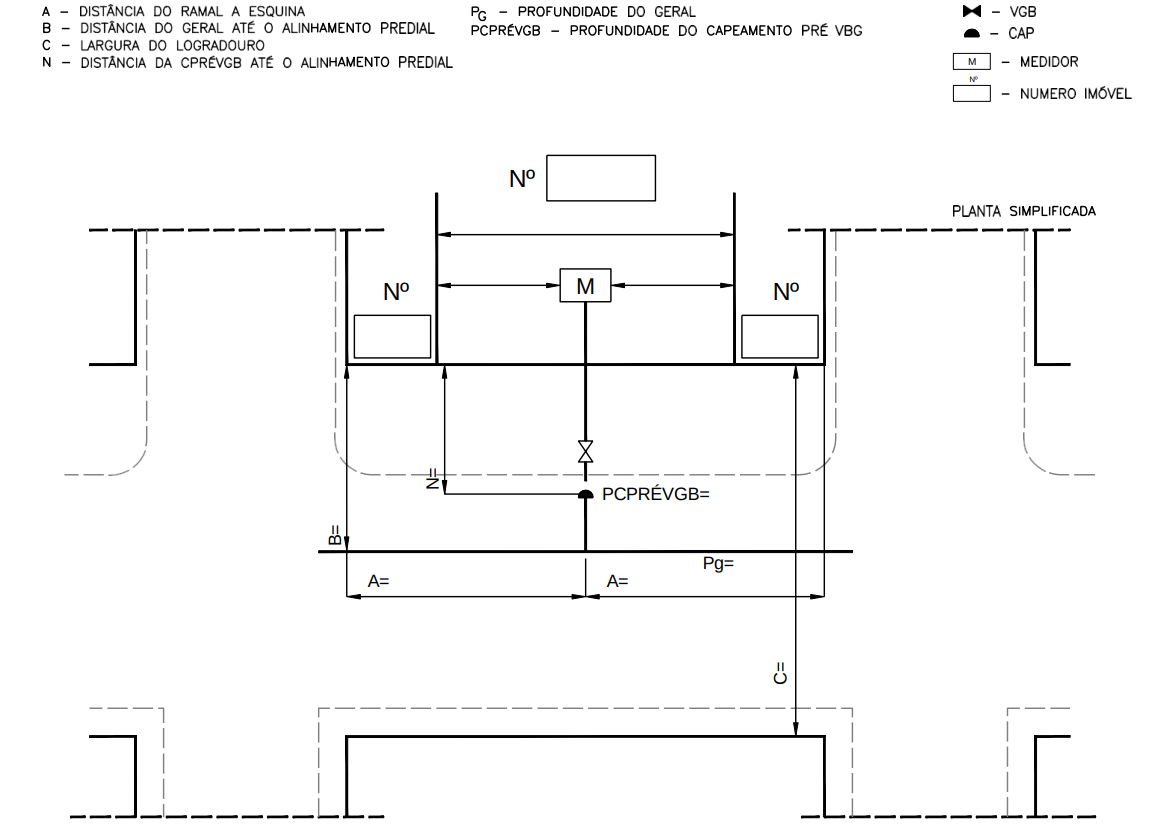 A – DISTÂNCIA DO RAMAL A ESQUINA
B – DISTÂNCIA DO GERAL ATÉ O ALINHAMENTO PREDIAL
C – LARGURA DO LOGRADOURO
N – DISTÂNCIA DA CPRÉVGB ATÉ O ALINHAMENTO PREDIAL
PG – PROFUNDIDADE DO GERAL
PCPRÉVGB – PROFUNDIDADE DO CAPEAMENTO PRÉ VBG
– VGB
– CAP
M – MEDIDOR
Nº
– NUMERO IMÓVEL
Nº
PLANTA SIMPLIFICADA
Nº
M
Nº
N=
PCPRÉVGB=
B=
Pg=
A=
A=
C=